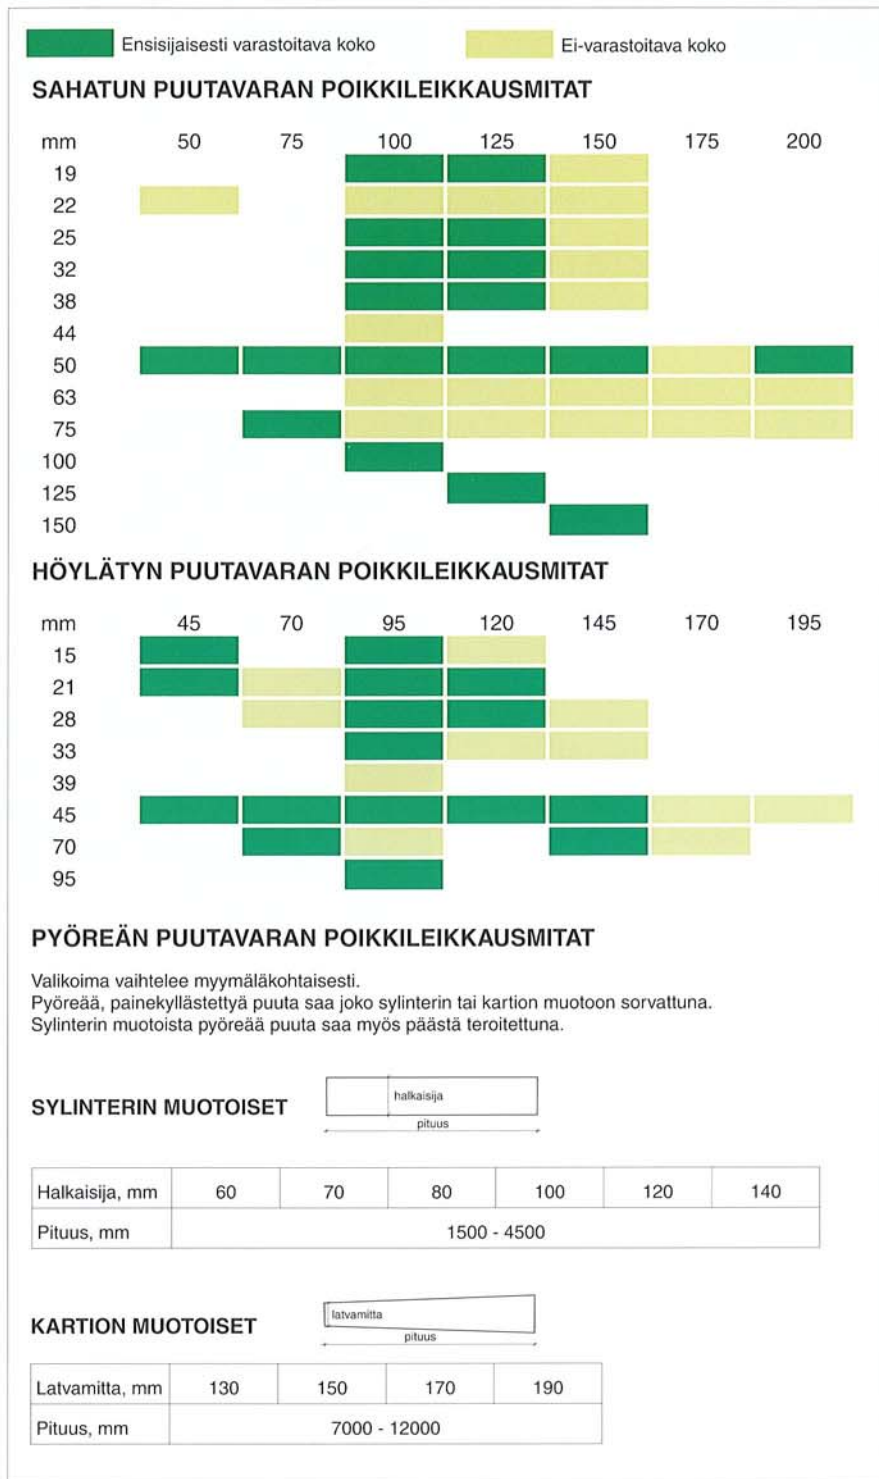 Ensisijaisesti varastoitava koko Ei-varastoitava koko
SAHATUN PUUTAVARAN POIKKILEIKKAUSMITAT
mm 50 75 100 125 150 175 200
19
22
25
32
38
44
50
63
75
100
125
150
HÖYLÄTYN PUUTAVARAN POIKKILEIKKAUSMITAT
mm 45 70 95 120 145 170 195
15
21
28
33
39
45
70
95
PYÖREÄN PUUTAVARAN POIKKILEIKKAUSMITAT
Valikoima vaihtelee myymäläkohtaisesti.
Pyöreää, painekyllästettyä puuta saa joko sylinterin tai kartion muotoon sorvattuna.
Sylinterin muotoista pyöreää puuta saa myös päästä teroitettuna.
SYLINTERIN MUOTOISET
halkaisija
pituus
Halkaisija, mm 60 70 80 100 120 140
Pituus, mm 1500 - 4500
KARTION MUOTOISET
latvamitta
pituus
Latvamitta, mm 130 150 170 190
Pituus, mm 7000 - 12000